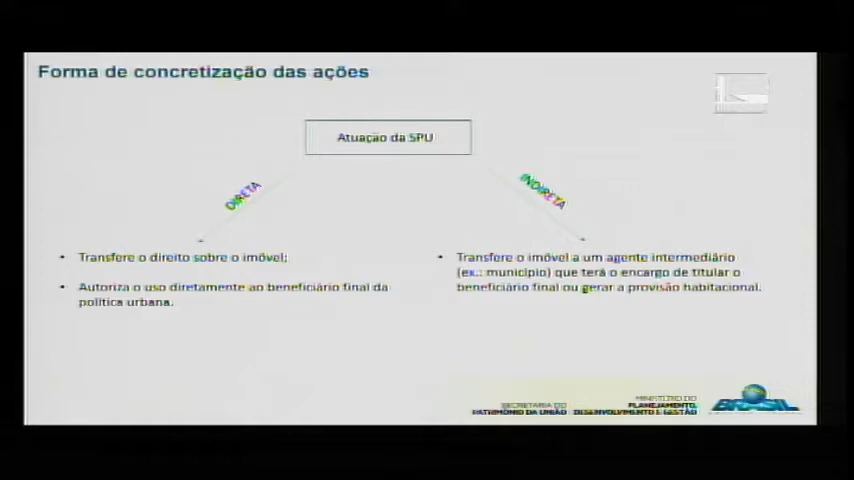 Forma de concretização das ações
Atuação da SPU
DIRETA
INDIRETA
• Transfere o direito sobre o imóvel;
• Autoriza o uso diretamente ao beneficiário final da
política urbana.
• Transfere o imóvel a um agente intermediário
(ex.: município) que terá o encargo de titular o
beneficiário final ou gerar a provisão habitacional.
SECRETARIA DO
PATRIMÔNIO DA UNIÃO
MINISTÉRIO DO
PLANEJAMENTO,
DESENVOLVIMENTO E GESTÃO
BRASIL